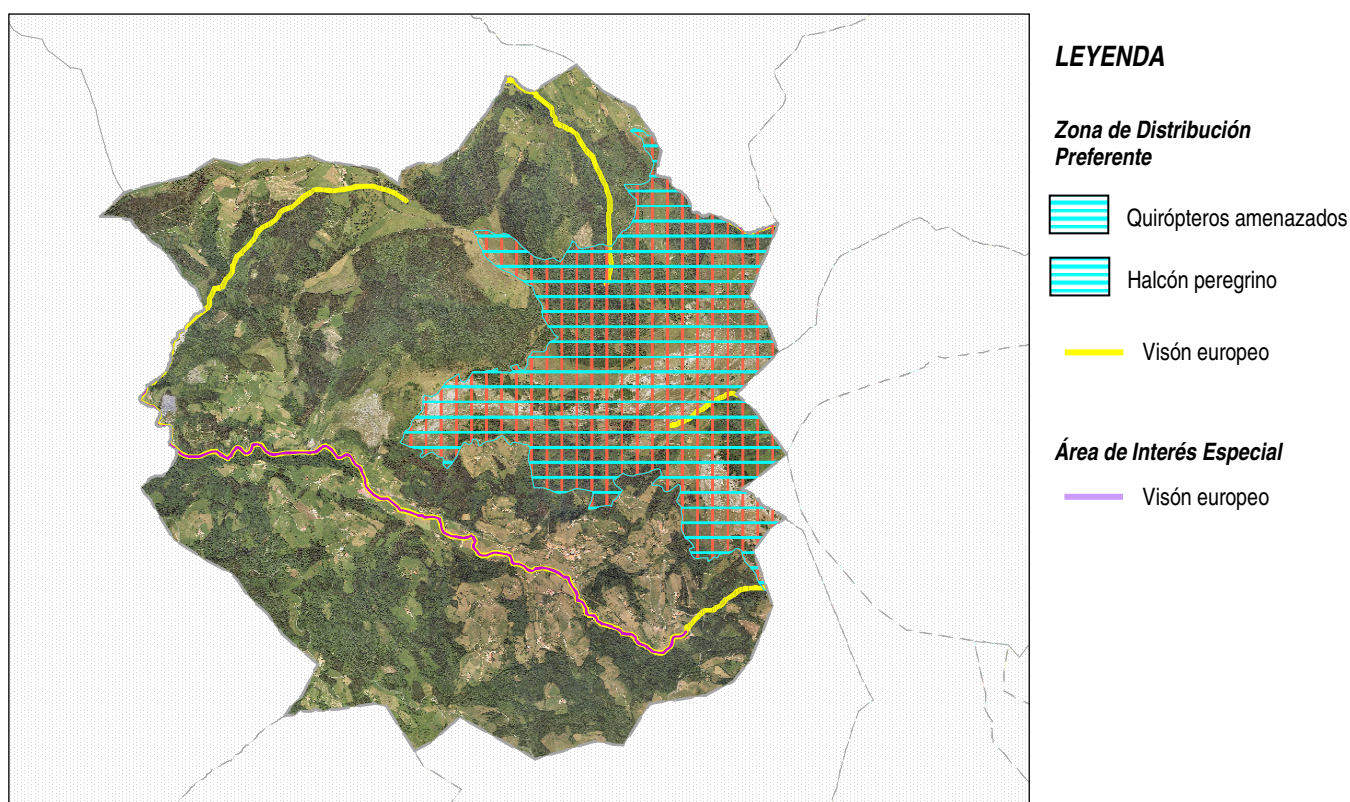 LEYENDA
Zona de Distribución
Preferente
Quirópteros amenazados
Halcón peregrino
Visón europeo
Área de Interés Especial
Visón europeo